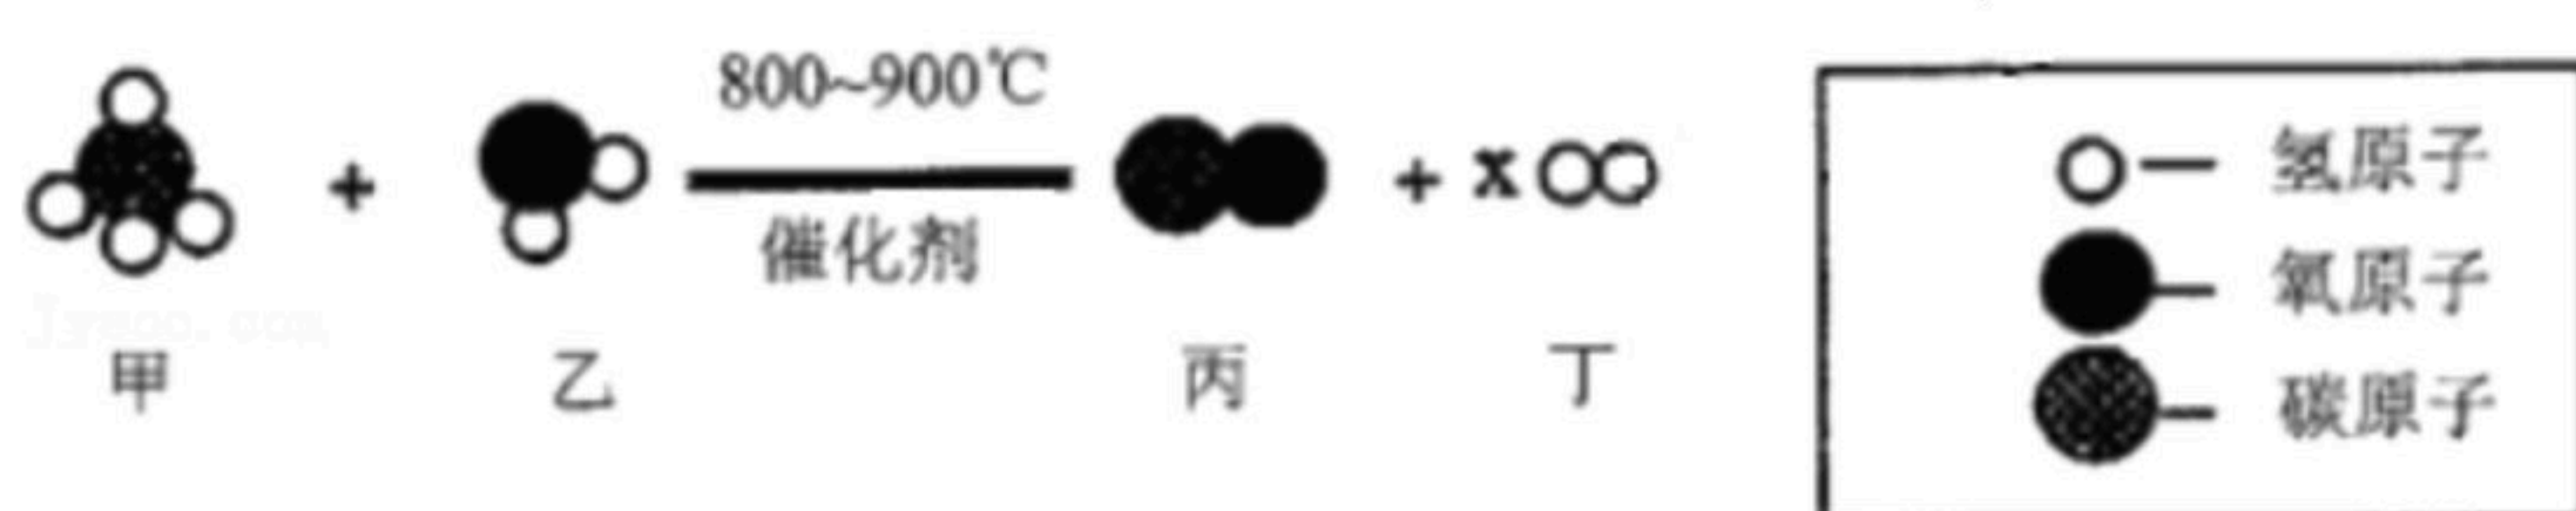 800~900℃
+
+ x
催化剂
甲 乙 丙 丁
氢原子
氧原子
碳原子